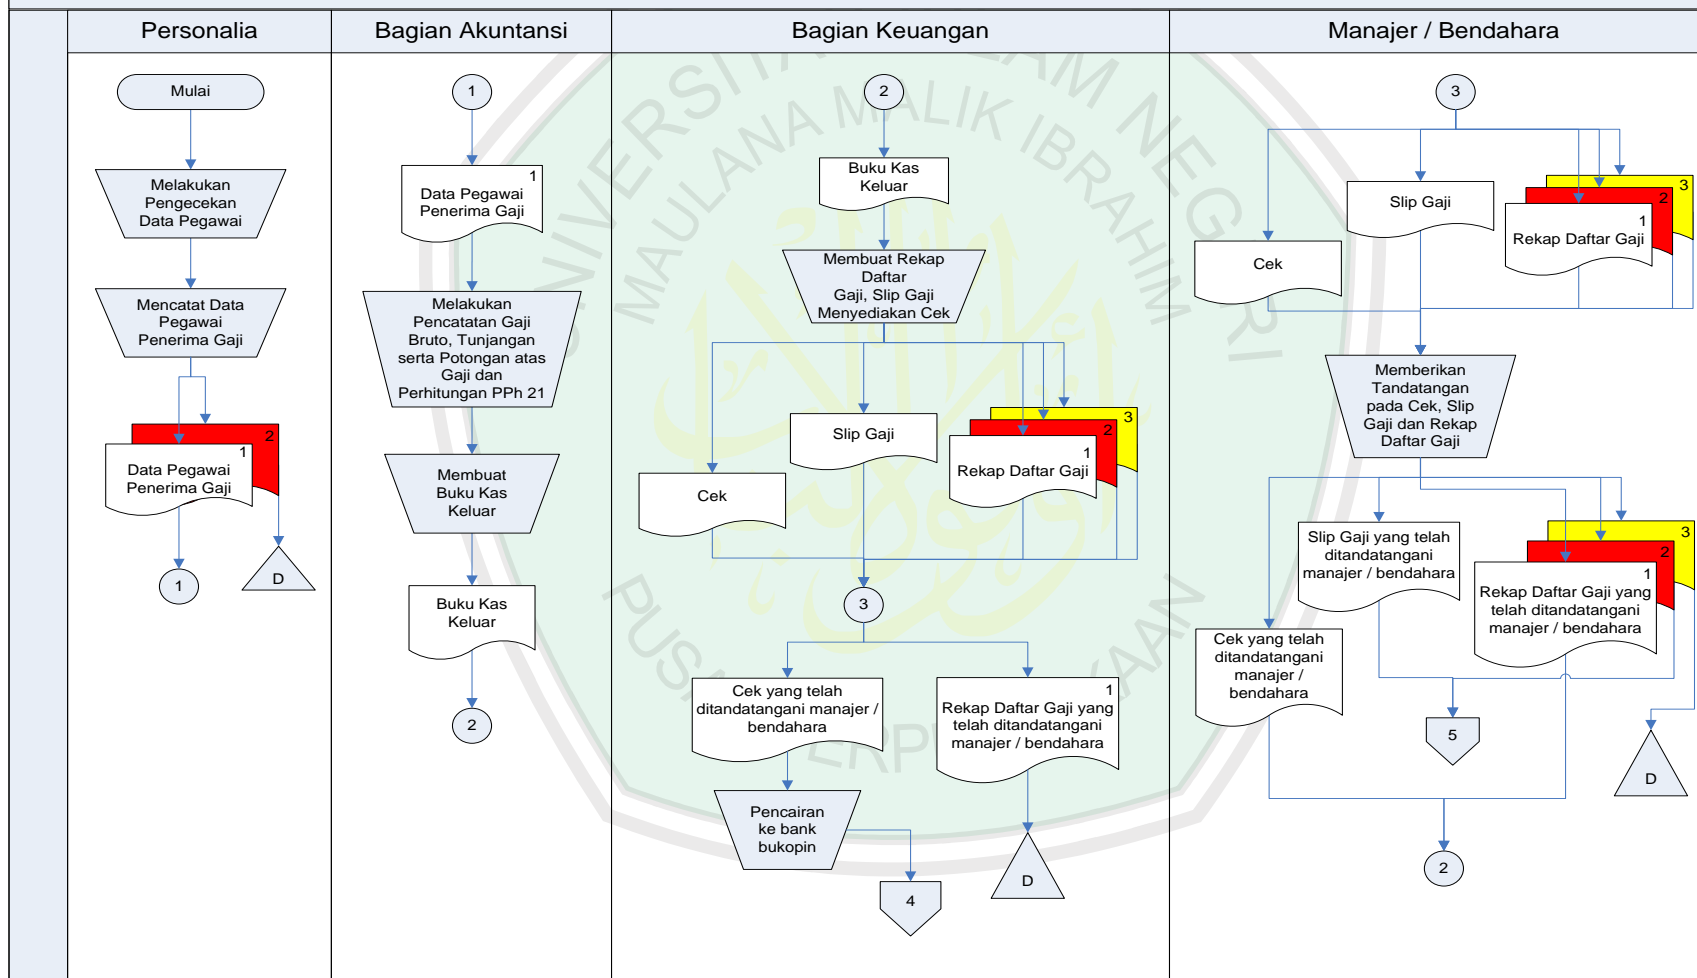 Personalia
Bagian Akuntansi
Bagian Keuangan
Manajer / Bendahara
Mulai
Melakukan
Pengecekan
Data Pegawai
Mencatat Data
Pegawai
Penerima Gaji
2
1
Data Pegawai
Penerima Gaji
1
D
1
1
Data Pegawai
Penerima Gaji
Melakukan
Pencatatan Gaji
Bruto, Tunjangan
serta Potongan atas
Gaji dan
Perhitungan PPh 21
Membuat
Buku Kas
Keluar
Buku Kas
Keluar
2
2
Buku Kas
Keluar
Membuat Rekap
Daftar
Gaji, Slip Gaji
Menyediakan Cek
Cek
Slip Gaji
3
2
1
Rekap Daftar Gaji
3
Cek yang telah
ditandatangani manajer /
bendahara
1
Rekap Daftar Gaji yang
telah ditandatangani
manajer / bendahara
Pencairan
ke bank
bukopin
4
D
3
Cek
Slip Gaji
3
2
1
Rekap Daftar Gaji
Memberikan
Tandatangan
pada Cek, Slip
Gaji dan Rekap
Daftar Gaji
Cek yang telah
ditandatangani
manajer /
bendahara
Slip Gaji yang telah
ditandatangani
manajer / bendahara
3
2
1
Rekap Daftar Gaji yang
telah ditandatangani
manajer / bendahara
5
D
2
MAULANA MALIK IBRAHIM